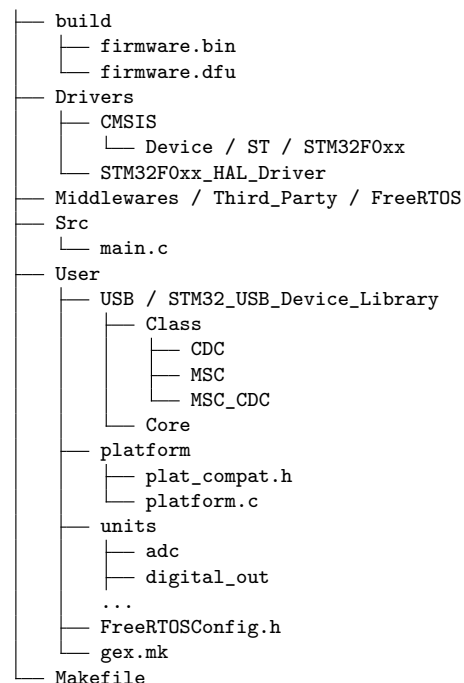 build
firmware.bin
firmware.dfu
Drivers
CMSIS
Device / ST / STM32F0xx
STM32F0xx_HAL_Driver
Middlewares / Third_Party / FreeRTOS
Src
main.c
User
USB / STM32_USB_Device_Library
Class
CDC
MSC
MSC_CDC
Core
platform
plat_compat.h
platform.c
units
adc
digital_out
...
FreeRTOSConfig.h
gex.mk
Makefile